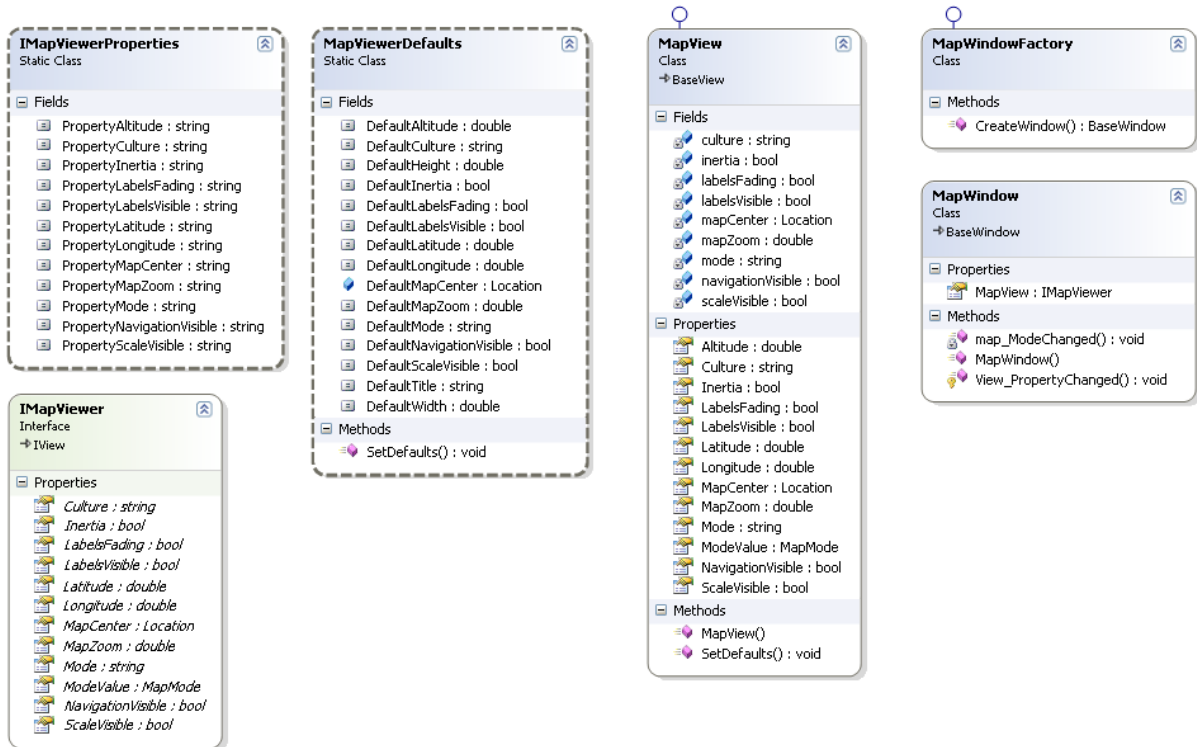 IMapViewerProperties
Static Class
Fields
PropertyAltitude : string
PropertyCulture : string
PropertyInertia : string
PropertyLabelsFading : string
PropertyLabelsVisible : string
PropertyLatitude : string
PropertyLongitude : string
PropertyMapCenter : string
PropertyMapZoom : string
PropertyMode : string
PropertyNavigationVisible : string
PropertyScaleVisible : string
IMapViewer
Interface
IView
Properties
Culture : string
Inertia : bool
LabelsFading : bool
LabelsVisible : bool
Latitude : double
Longitude : double
MapCenter : Location
MapZoom : double
Mode : string
ModeValue : MapMode
NavigationVisible : bool
ScaleVisible : bool
MapViewerDefaults
Static Class
Fields
DefaultAltitude : double
DefaultCulture : string
DefaultHeight : double
DefaultInertia : bool
DefaultLabelsFading : bool
DefaultLabelsVisible : bool
DefaultLatitude : double
DefaultLongitude : double
DefaultMapCenter : Location
DefaultMapZoom : double
DefaultMode : string
DefaultNavigationVisible : bool
DefaultScaleVisible : bool
DefaultTitle : string
DefaultWidth : double
Methods
SetDefaults() : void
MapView
Class
BaseView
Fields
culture : string
inertia : bool
labelsFading : bool
labelsVisible : bool
mapCenter : Location
mapZoom : double
mode : string
navigationVisible : bool
scaleVisible : bool
Properties
Altitude : double
Culture : string
Inertia : bool
LabelsFading : bool
LabelsVisible : bool
Latitude : double
Longitude : double
MapCenter : Location
MapZoom : double
Mode : string
ModeValue : MapMode
NavigationVisible : bool
ScaleVisible : bool
Methods
MapView()
SetDefaults() : void
MapWindowFactory
Class
Methods
CreateWindow() : BaseWindow
MapWindow
Class
BaseWindow
Properties
MapView : IMapViewer
Methods
map_ModeChanged() : void
MapWindow()
View_PropertyChanged() : void